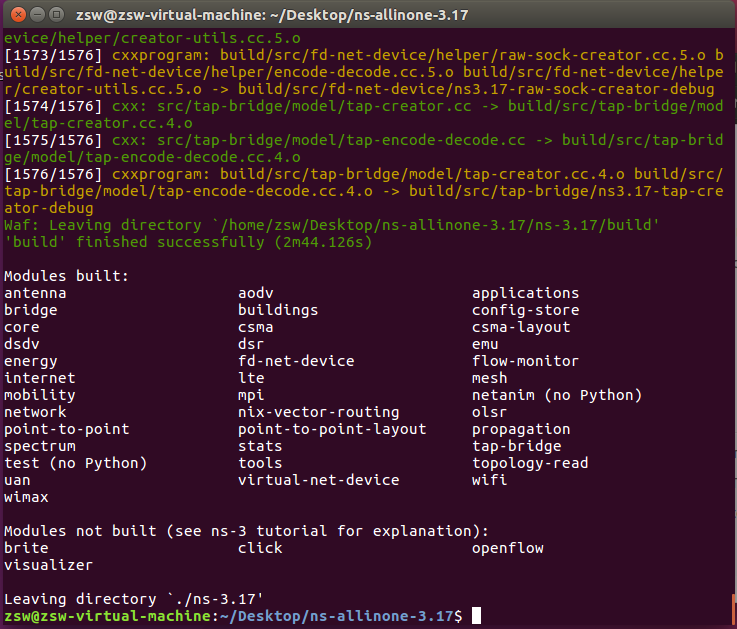 zsw@zsw-virtual-machine: ~/Desktop/ns-allinone-3.17
evice/helper/creator-utils.cc.5.o
[1573/1576] cxxprogram: build/src/fd-net-device/helper/raw-sock-creator.cc.5.o b
uild/src/fd-net-device/helper/encode-decode.cc.5.o build/src/fd-net-device/helpe
r/creator-utils.cc.5.o -> build/src/fd-net-device/ns3.17-raw-sock-creator-debug
[1574/1576] cxx: src/tap-bridge/model/tap-creator.cc -> build/src/tap-bridge/mod
el/tap-creator.cc.4.o
[1575/1576] cxx: src/tap-bridge/model/tap-encode-decode.cc -> build/src/tap-brid
ge/model/tap-encode-decode.cc.4.o
[1576/1576] cxxprogram: build/src/tap-bridge/model/tap-creator.cc.4.o build/src/
tap-bridge/model/tap-encode-decode.cc.4.o -> build/src/tap-bridge/ns3.17-tap-cre
ator-debug
Waf: Leaving directory `/home/zsw/Desktop/ns-allinone-3.17/ns-3.17/build'
'build' finished successfully (2m44.126s)
Modules built:
antenna aodv applications
bridge buildings config-store
core csma csma-layout
dsdv dsr emu
energy fd-net-device flow-monitor
internet lte mesh
mobility mpi netanim (no Python)
network nix-vector-routing olsr
point-to-point point-to-point-layout propagation
spectrum stats tap-bridge
test (no Python) tools topology-read
uan virtual-net-device wifi
wimax
Modules not built (see ns-3 tutorial for explanation):
brite click openflow
visualizer
Leaving directory `./ns-3.17'
zsw@zsw-virtual-machine:~/Desktop/ns-allinone-3.17$